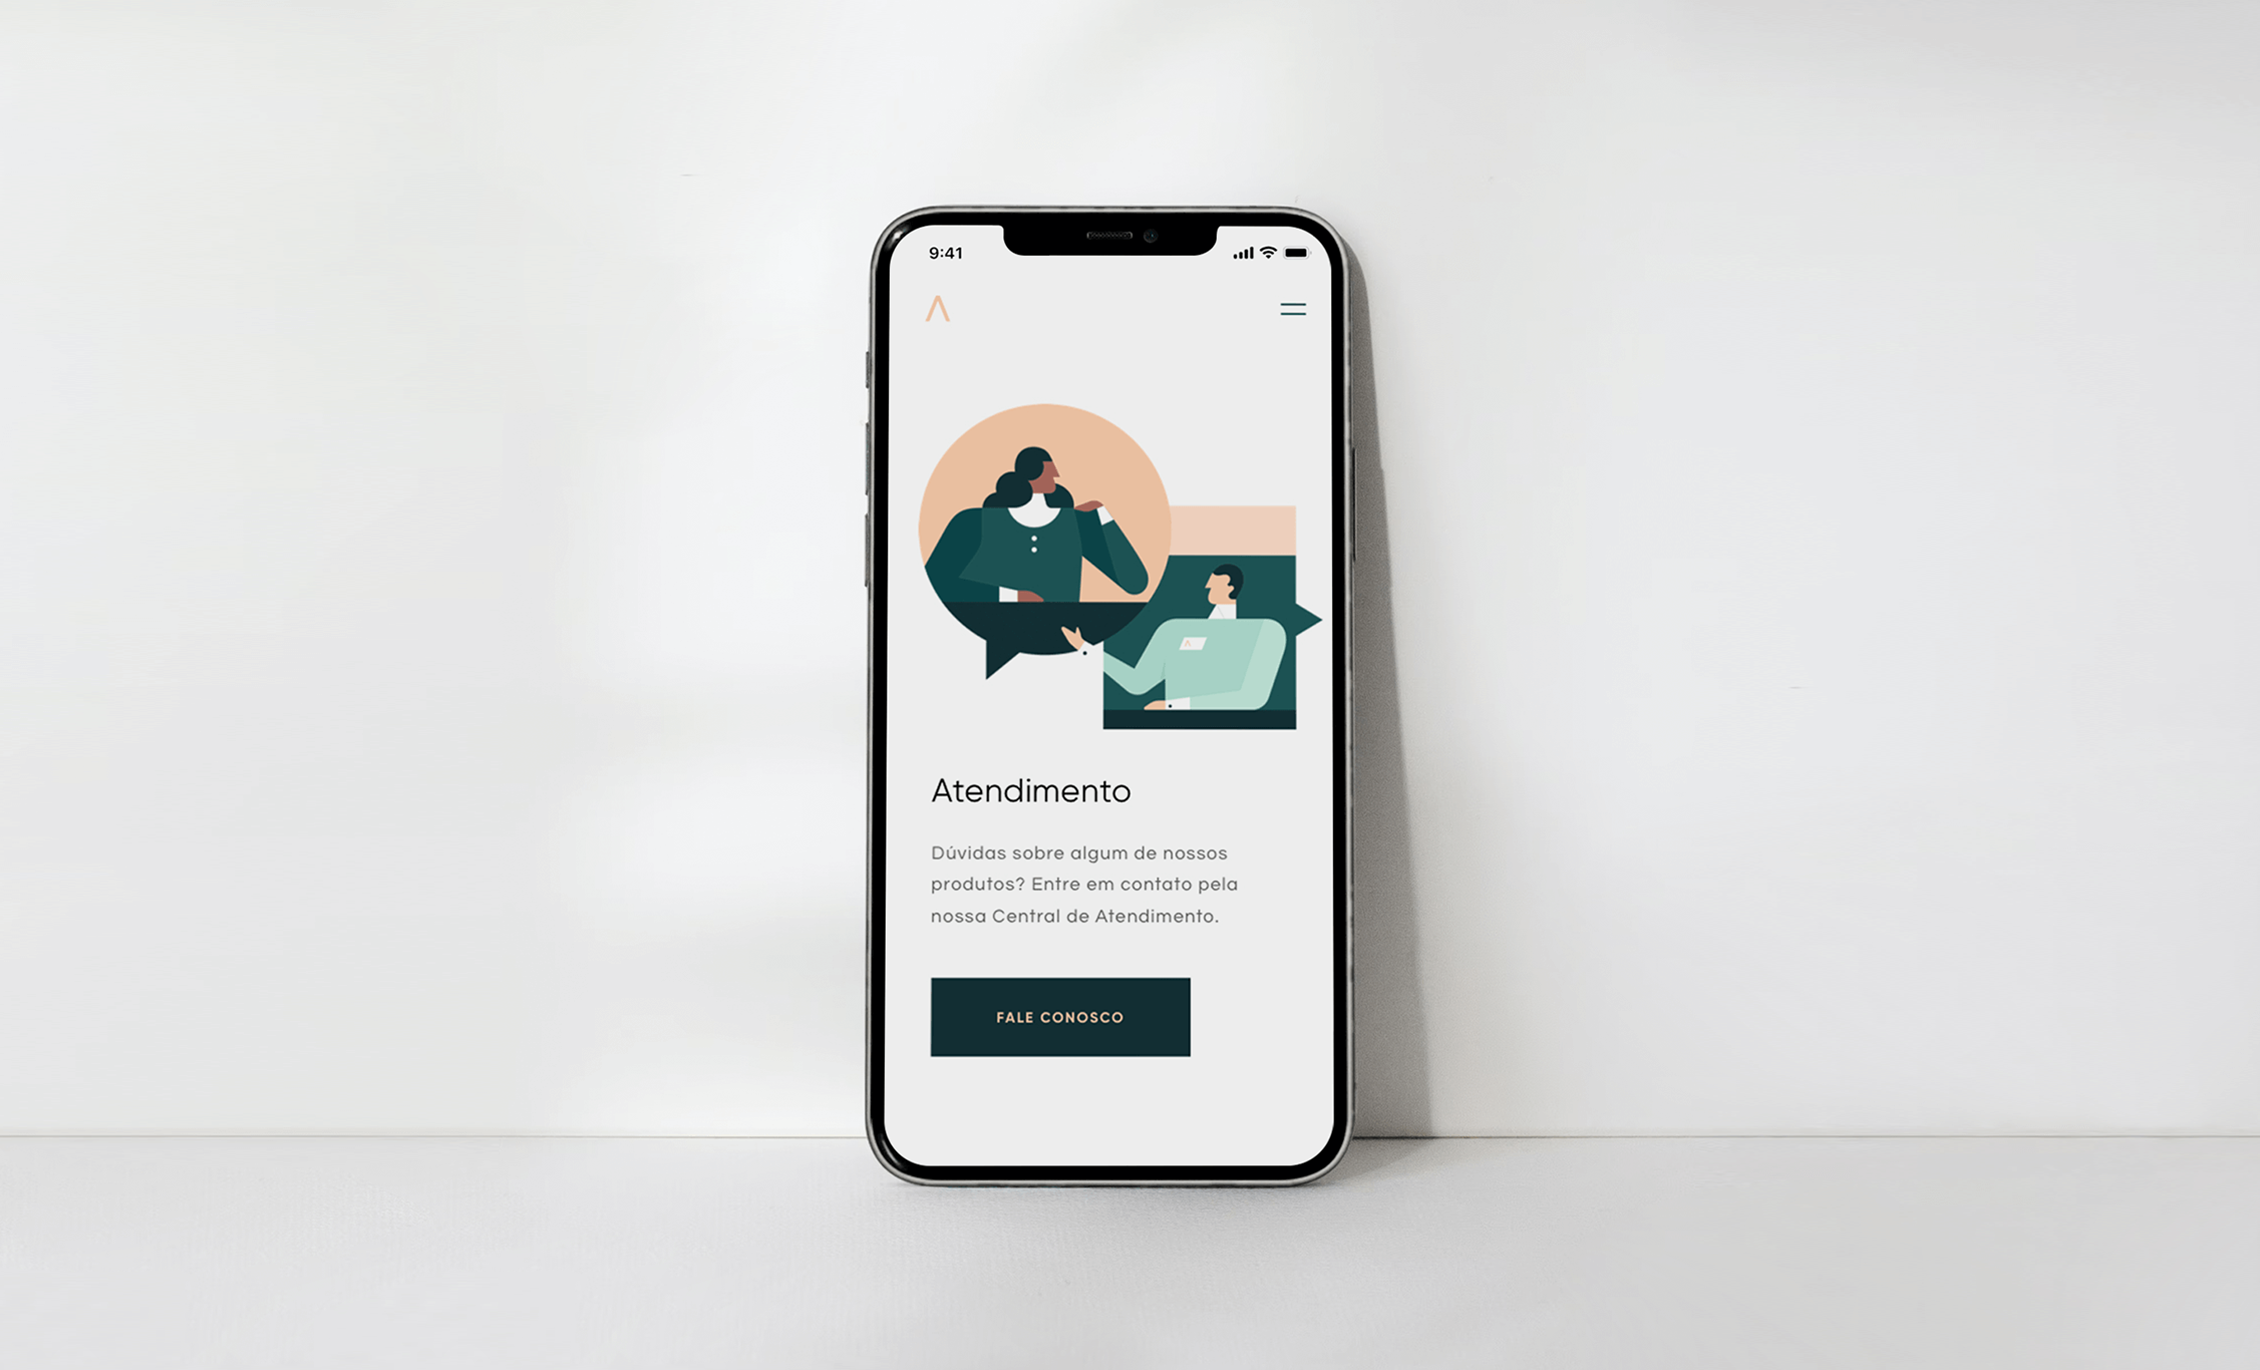 9:41
Atendimento
Dúvidas sobre algum de nossos
produtos? Entre em contato pela
nossa Central de Atendimento.
FALE CONOSCO